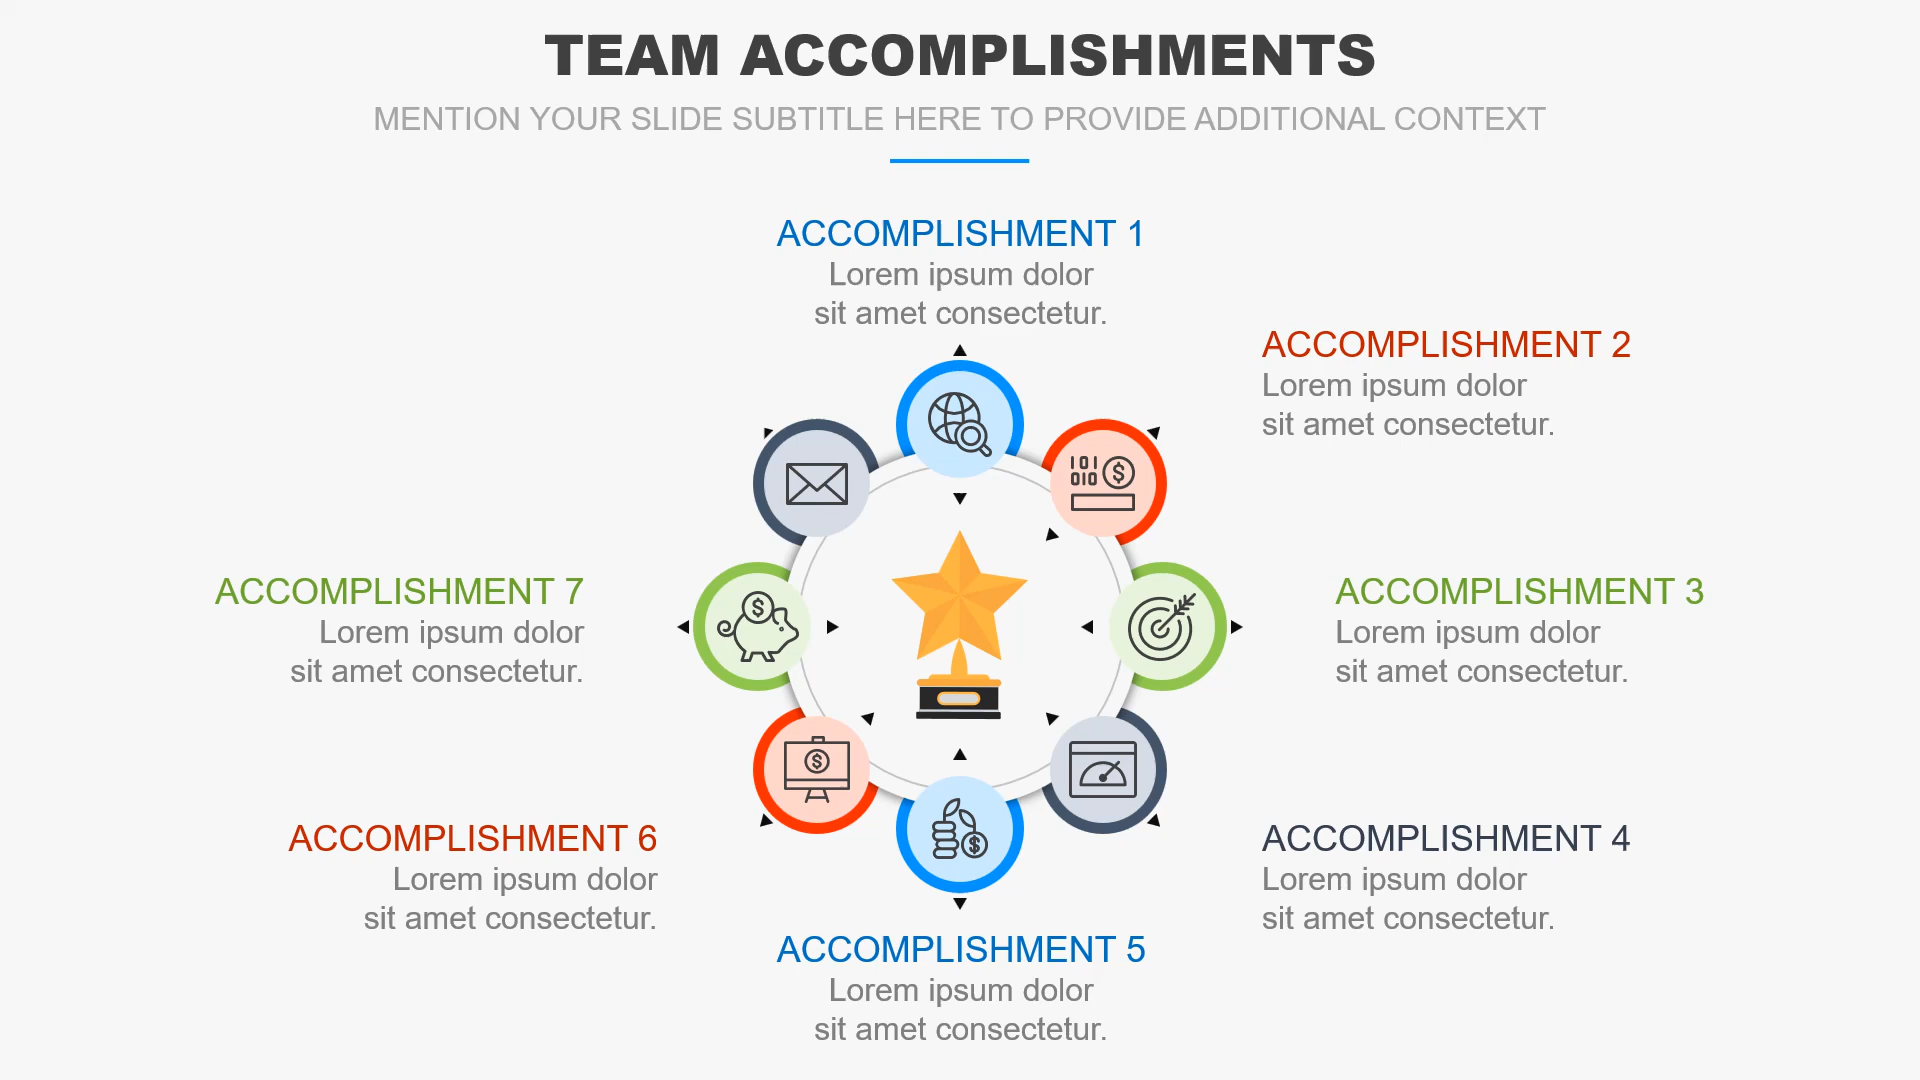 TEAM ACCOMPLISHMENTS
MENTION YOUR SLIDE SUBTITLE HERE TO PROVIDE ADDITIONAL CONTEXT
ACCOMPLISHMENT 1
Lorem ipsum dolor
sit amet consectetur.
ACCOMPLISHMENT 2
Lorem ipsum dolor
sit amet consectetur.
ACCOMPLISHMENT 3
Lorem ipsum dolor
sit amet consectetur.
ACCOMPLISHMENT 4
Lorem ipsum dolor
sit amet consectetur.
ACCOMPLISHMENT 5
Lorem ipsum dolor
sit amet consectetur.
ACCOMPLISHMENT 6
Lorem ipsum dolor
sit amet consectetur.
ACCOMPLISHMENT 7
Lorem ipsum dolor
sit amet consectetur.